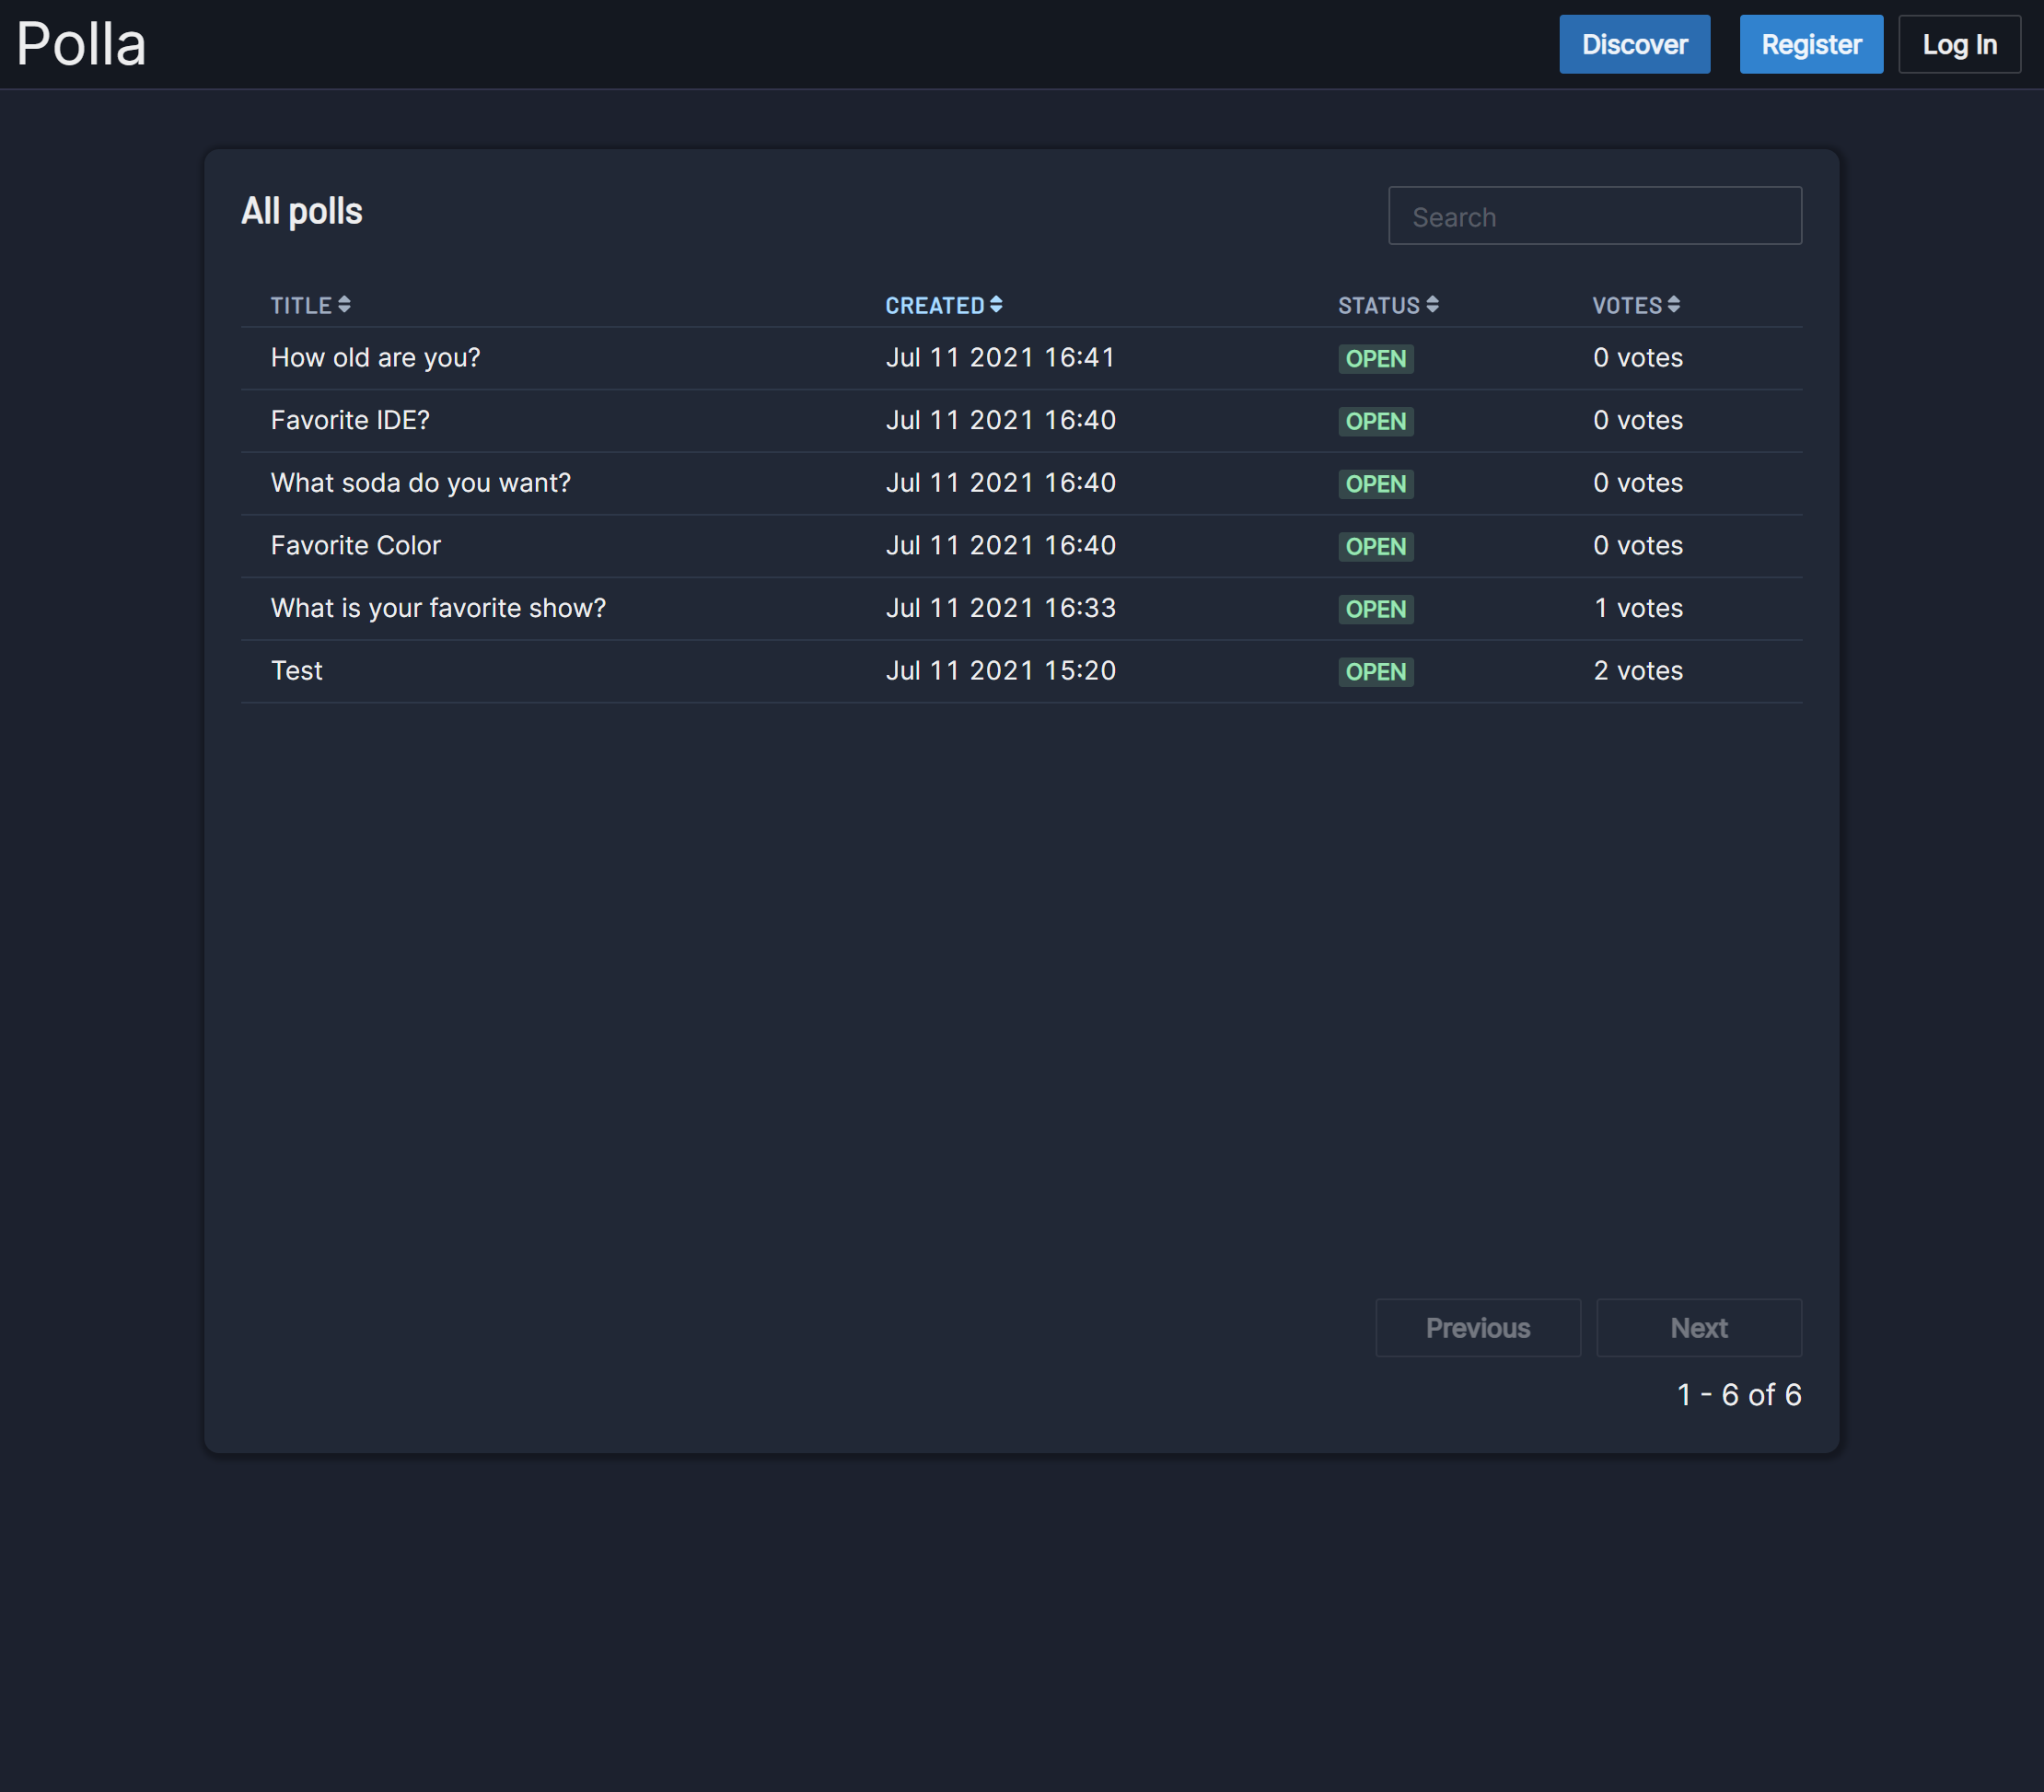 Polla Discover Register Log In
All polls Search
TITLE CREATED STATUS VOTES
How old are you? Jul 11 2021 16:41 OPEN 0 votes
Favorite IDE? Jul 11 2021 16:40 OPEN 0 votes
What soda do you want? Jul 11 2021 16:40 OPEN 0 votes
Favorite Color Jul 11 2021 16:40 OPEN 0 votes
What is your favorite show? Jul 11 2021 16:33 OPEN 1 votes
Test Jul 11 2021 15:20 OPEN 2 votes
Previous Next
1 - 6 of 6